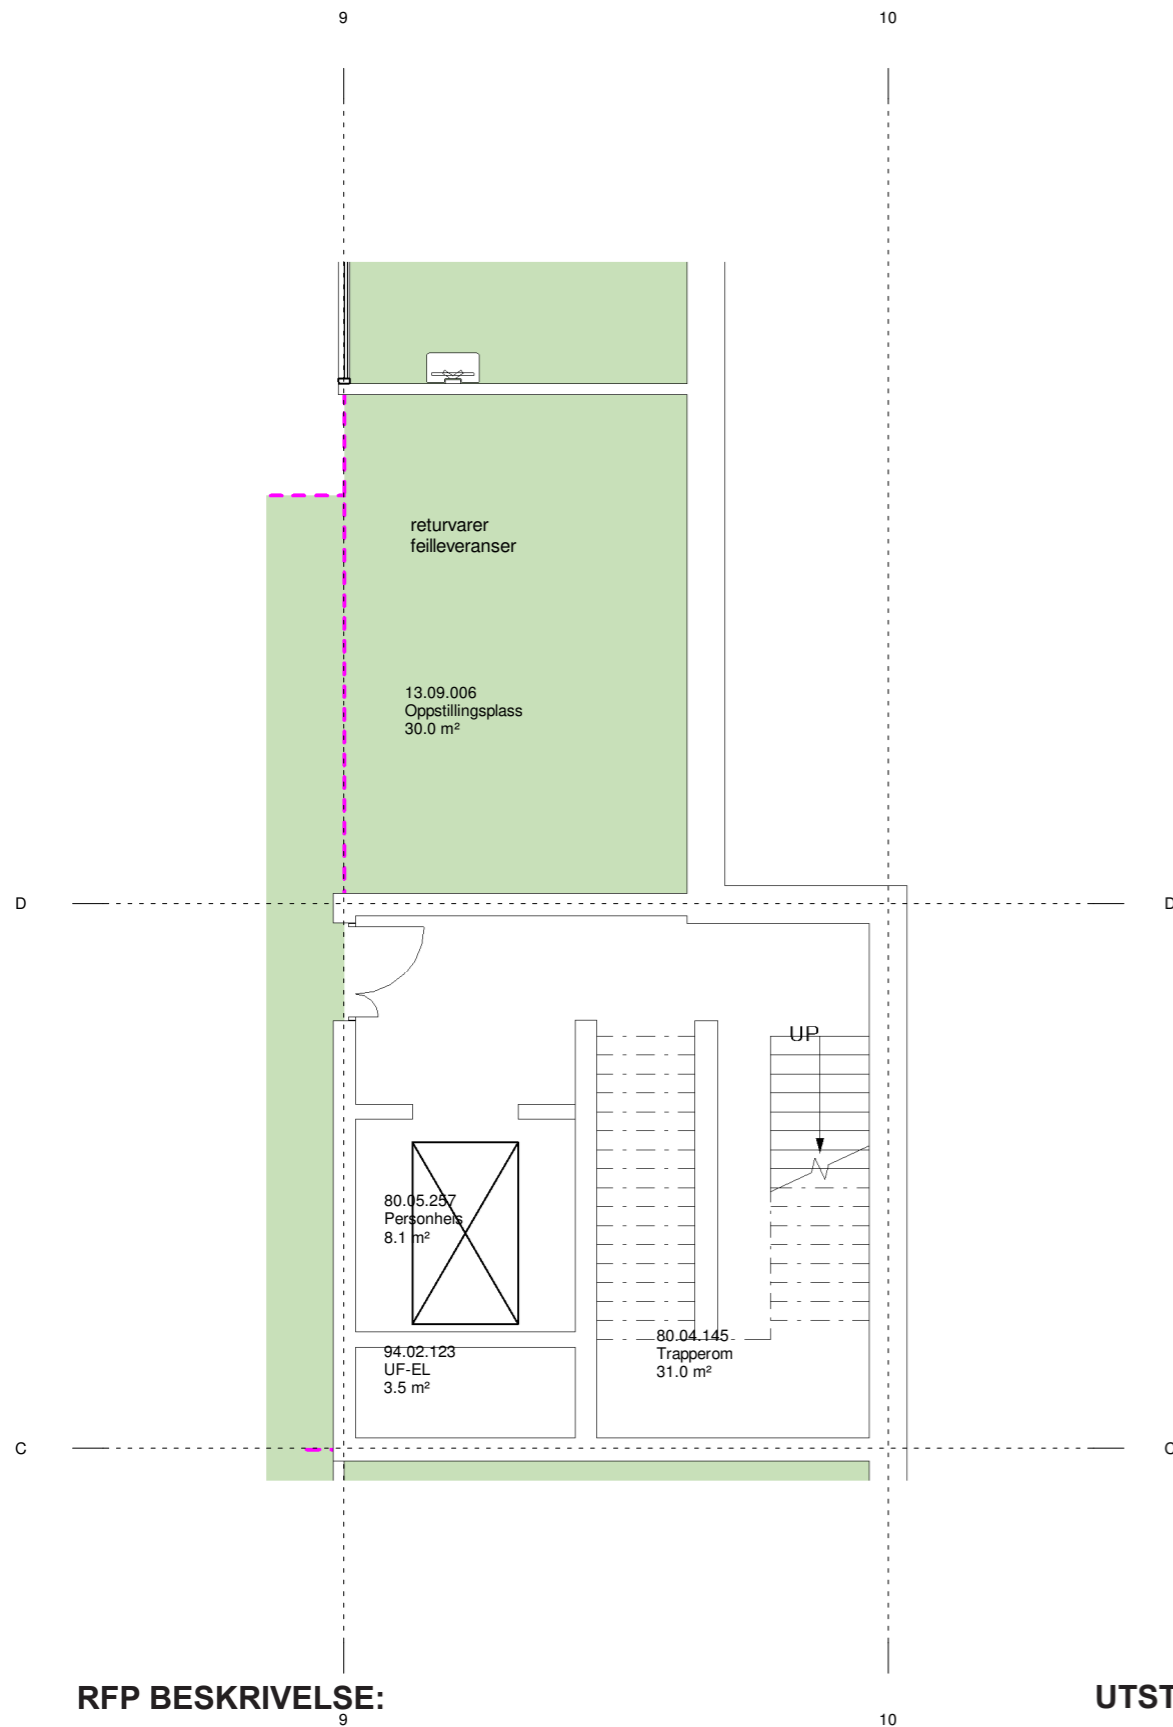 9
10
returvarer
feilleveranser
13.09.006
Oppstillingsplass
30.0 m²
D
D
UP
80.05.257
Personheis
8.1 m²
94.02.123
UF-EL
3.5 m²
80.04.145
Trapperom
31.0 m²
C
C
RFP BESKRIVELSE:
UTST
9
10